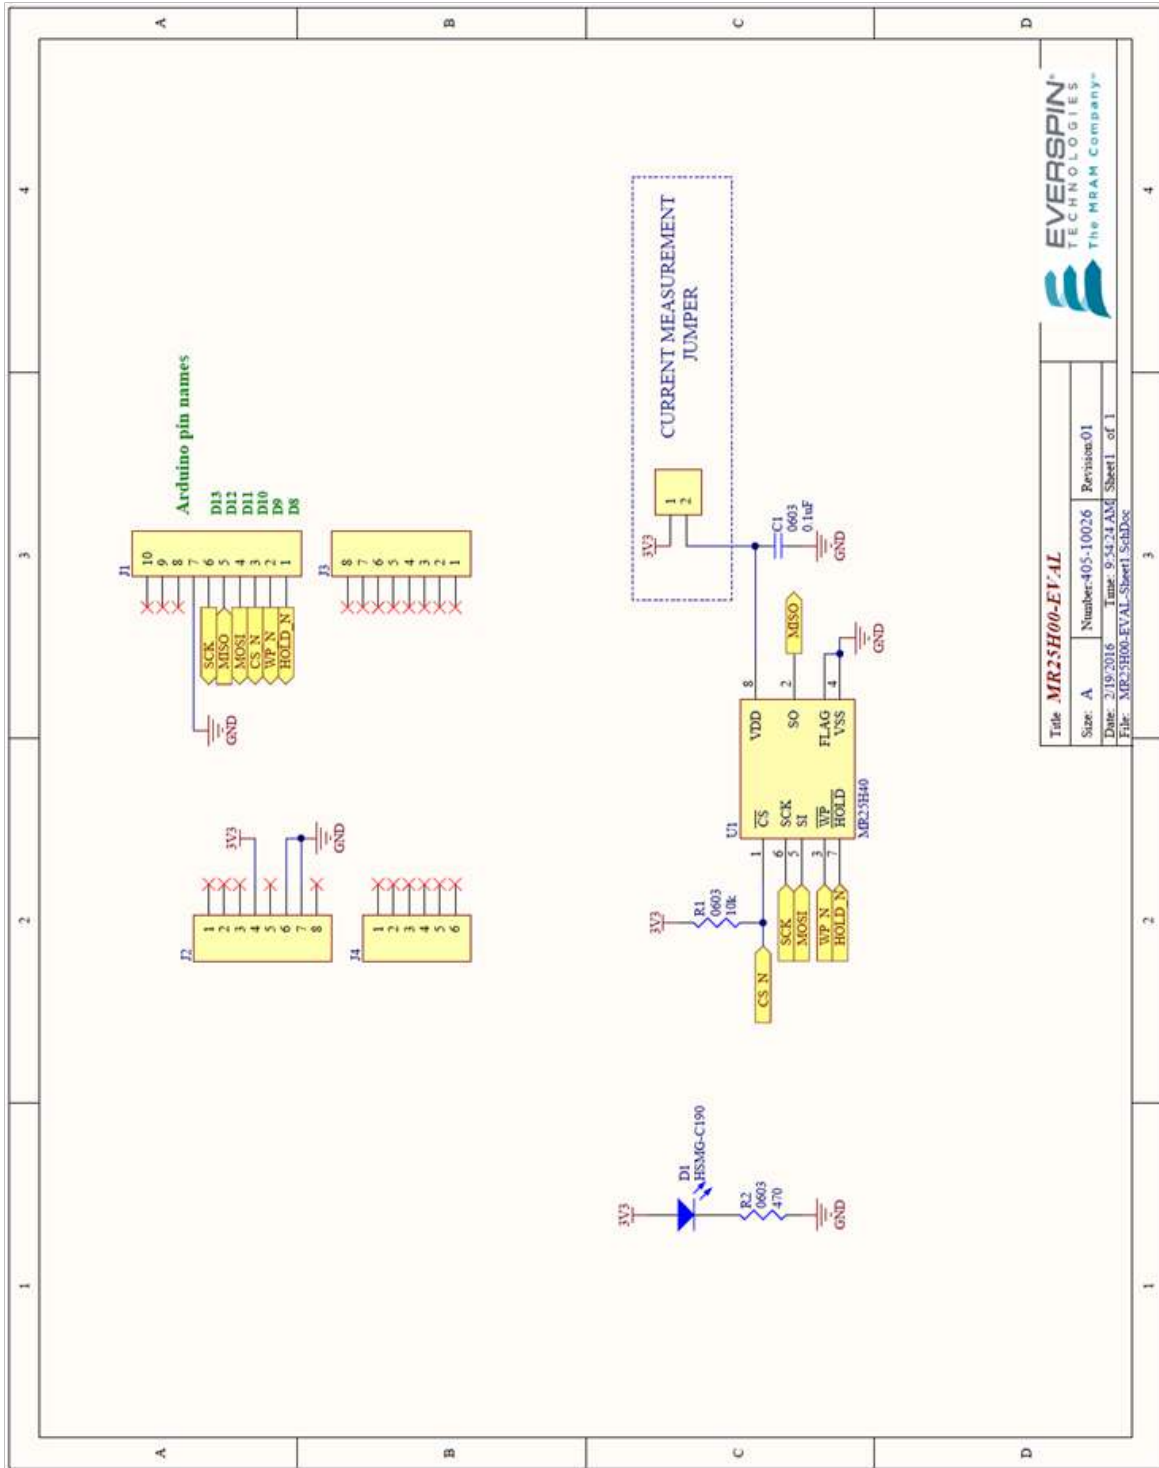 1
2
3
4
A
B
C
D
J2
1
2
3
4
5
6
7
8
3V3
GND
J4
1
2
3
4
5
6
J1
10
9
8
7
6
5
4
3
2
1
SCK
MISO
MOSI
CS_N
WP_N
HOLD_N
GND
Arduino pin names
D13
D12
D11
D10
D9
D8
J3
8
7
6
5
4
3
2
1
3V3
D1
HSMG-C190
R2
0603
470
GND
3V3
R1
0603
10k
CS_N
SCK
MOSI
WP_N
HOLD_N
1
6
5
3
7
U1
CS
SCK
SI
WP
HOLD
VDD
SO
FLAG
VSS
MR25H40
8
2
4
MISO
GND
3V3
1
2
C1
0603
0.1uF
GND
CURRENT MEASUREMENT
JUMPER
Title MR25H00-EVAL
Size: A Number:405-10026 Revision:01
Date: 2/19/2016 Time: 9:54:24 AM Sheet1 of 1
File: MR25H00-EVAL-Sheet1.SchDoc
EVERSPIN
TECHNOLOGIES
The MRAM Company
A
B
C
D
1
2
3
4